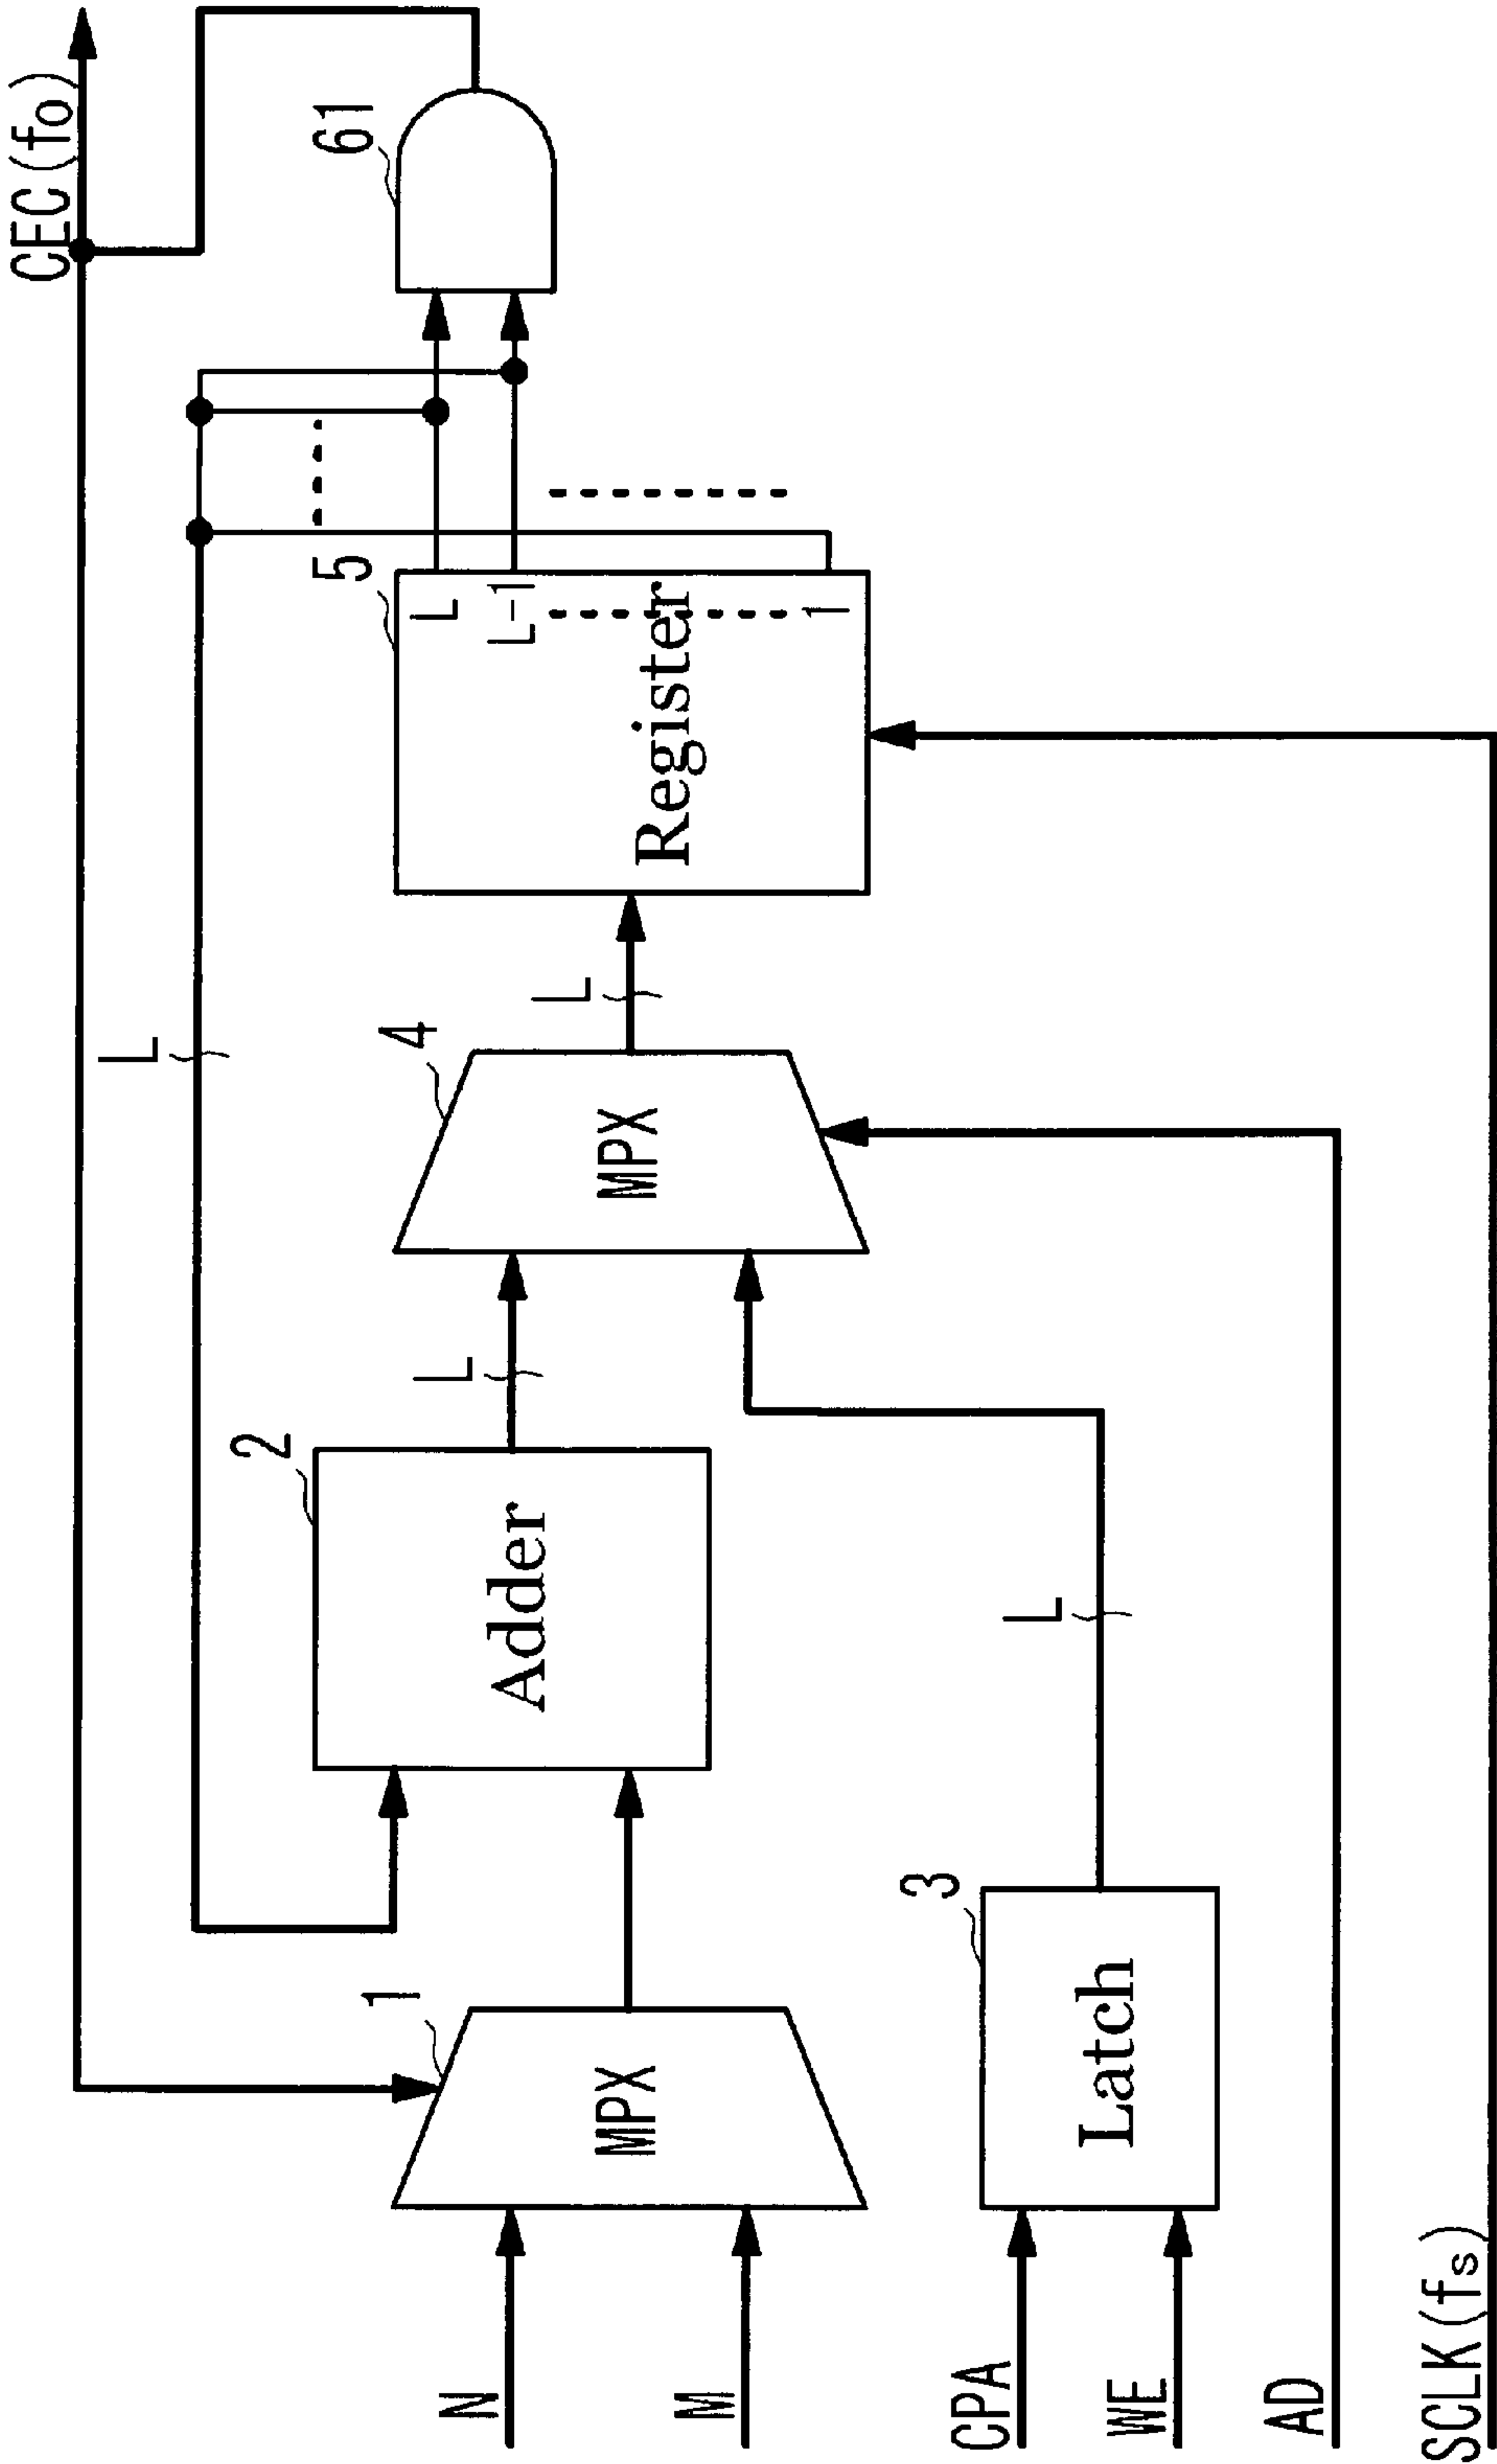 CEC(fo)
61
L
5
L
L-1
1
Register
L
4
MPX
L
2
Adder
L
3
Latch
1
MPX
N
M
CPA
WE
AD
SCLK(fs)